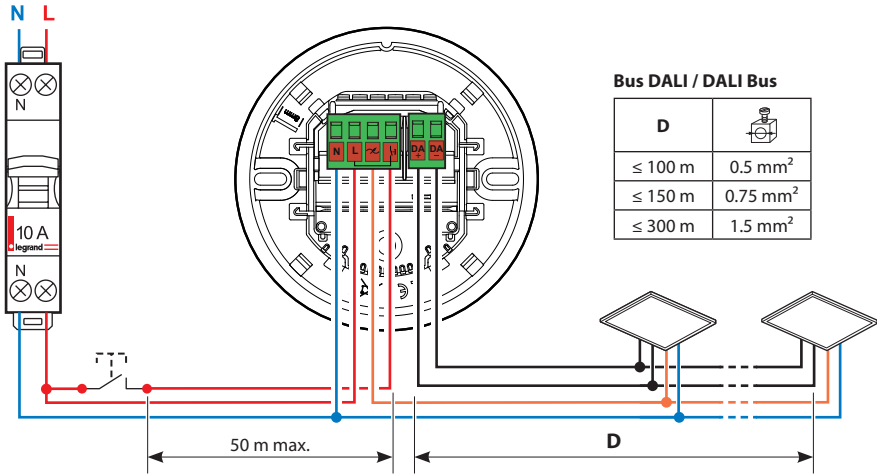 N L
N
10 A
legrand
N
8mm
N L DA DA
+ −
Bus DALI / DALI Bus
D
≤ 100 m 0.5 mm²
≤ 150 m 0.75 mm²
≤ 300 m 1.5 mm²
50 m max.
D